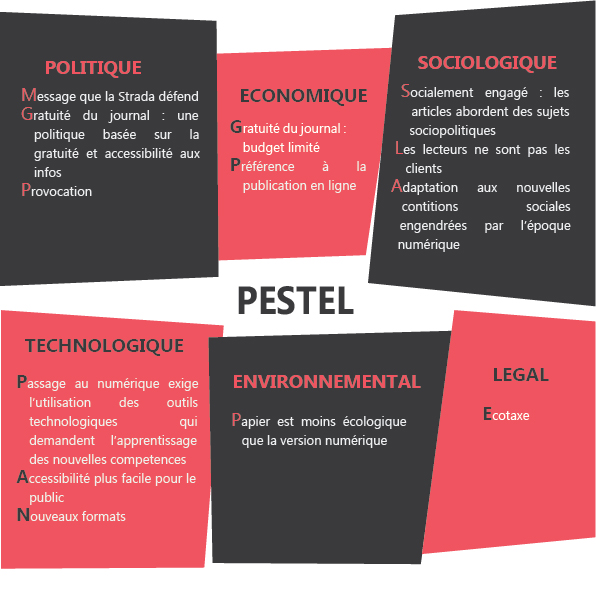 POLITIQUE
Message que la Strada défend
Gratuité du journal : une
politique basée sur la
gratuité et accessibilité aux
infos
Provocation
ECONOMIQUE
Gratuité du journal :
budget limité
Préférence à la
publication en ligne
SOCIOLOGIQUE
Socialement engagé : les
articles abordent des sujets
sociopolitiques
Les lecteurs ne sont pas les
clients
Adaptation aux nouvelles
contitions sociales
engendrées par l'époque
numérique
PESTEL
TECHNOLOGIQUE
Passage au numérique exige
l'utilisation des outils
technologiques qui
demandent l'apprentissage
des nouvelles competences
Accessibilité plus facile pour le
public
Nouveaux formats
ENVIRONNEMENTAL
Papier est moins écologique
que la version numérique
LEGAL
Ecotaxe